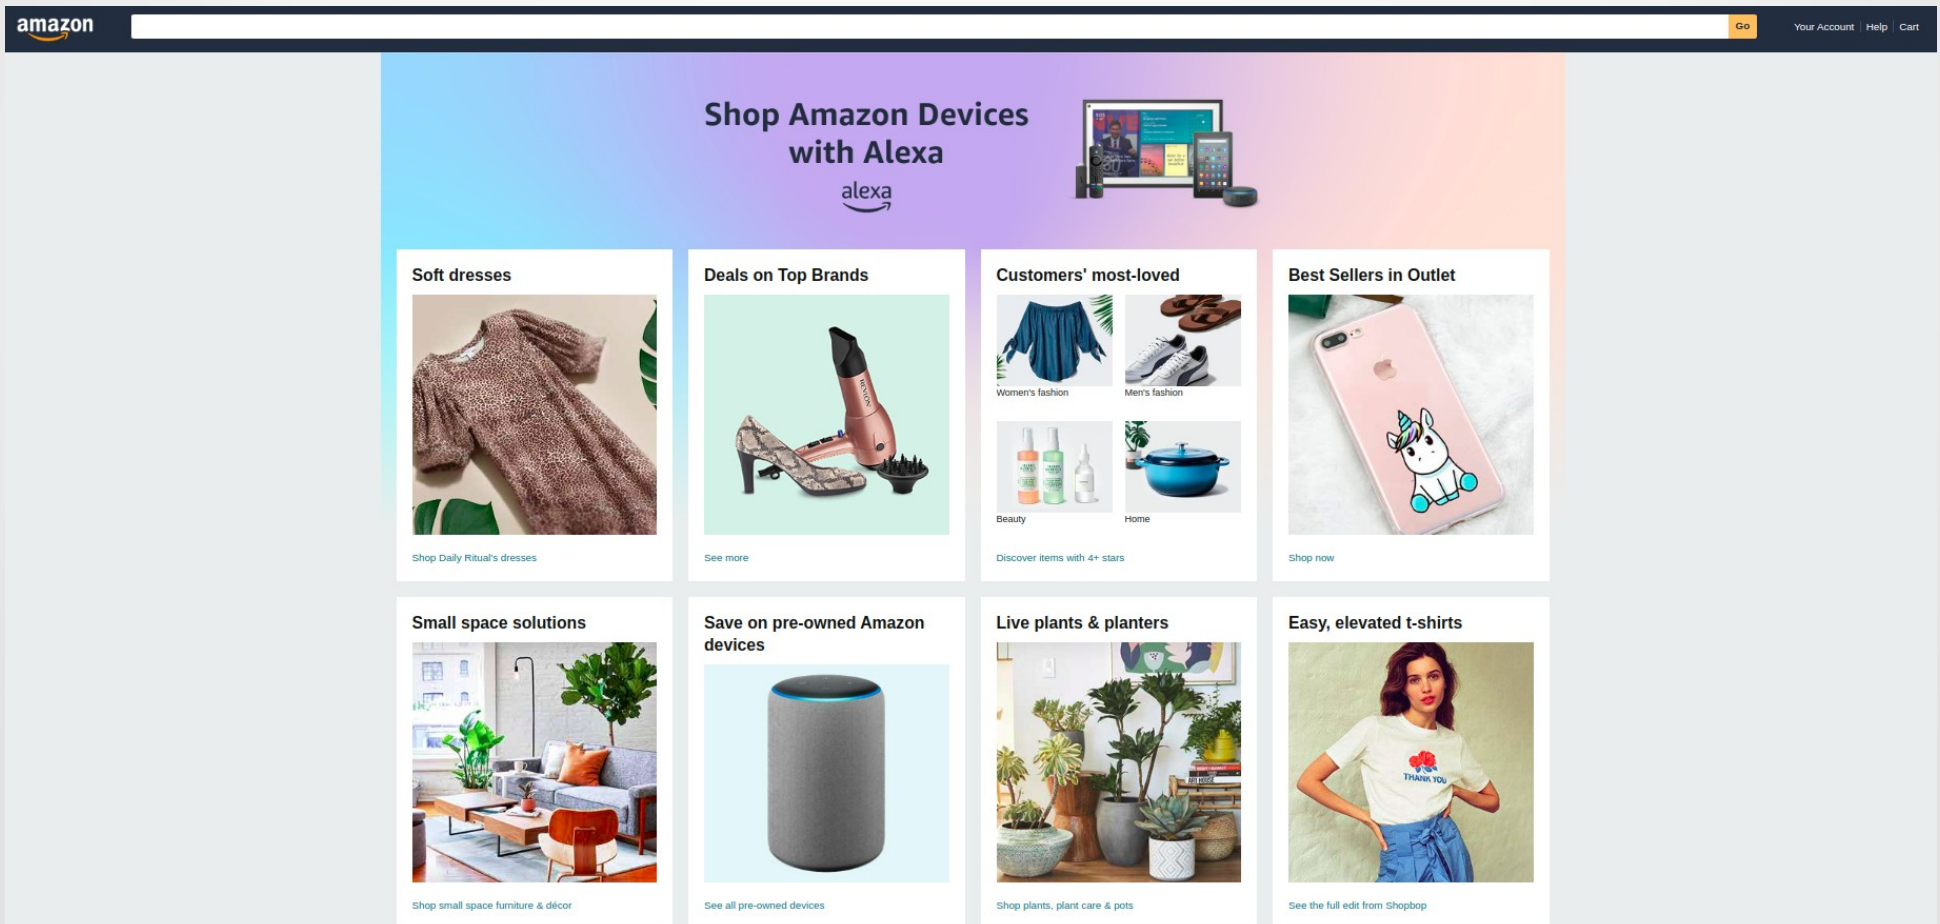 amazon
Go
Your Account
Help
Cart
Shop Amazon Devices
with Alexa
alexa
Soft dresses
Deals on Top Brands
Customers' most-loved
Best Sellers in Outlet
REVLON
Women's fashion
Men's fashion
Beauty
Home
Shop Daily Ritual's dresses
See more
Discover items with 4+ stars
Shop now
Small space solutions
Save on pre-owned Amazon
devices
Live plants & planters
Easy, elevated t-shirts
ART HOUSE
THANK YOU
Shop small space furniture & décor
See all pre-owned devices
Shop plants, plant care & pots
See the full edit from Shopbop